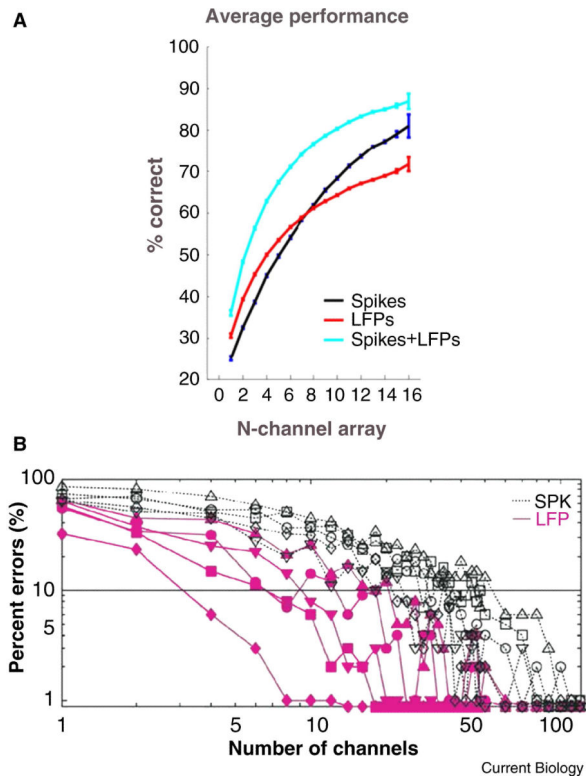 A
Average performance
100
90
80
70
60
50
40
30
20
% correct
Spikes
LFPs
Spikes+LFPs
0 2 4 6 8 10 12 14 16
N-channel array
B
100
10
5
1
Percent errors (%)
SPK
LFP
1 5 10 50 100
Number of channels
Current Biology